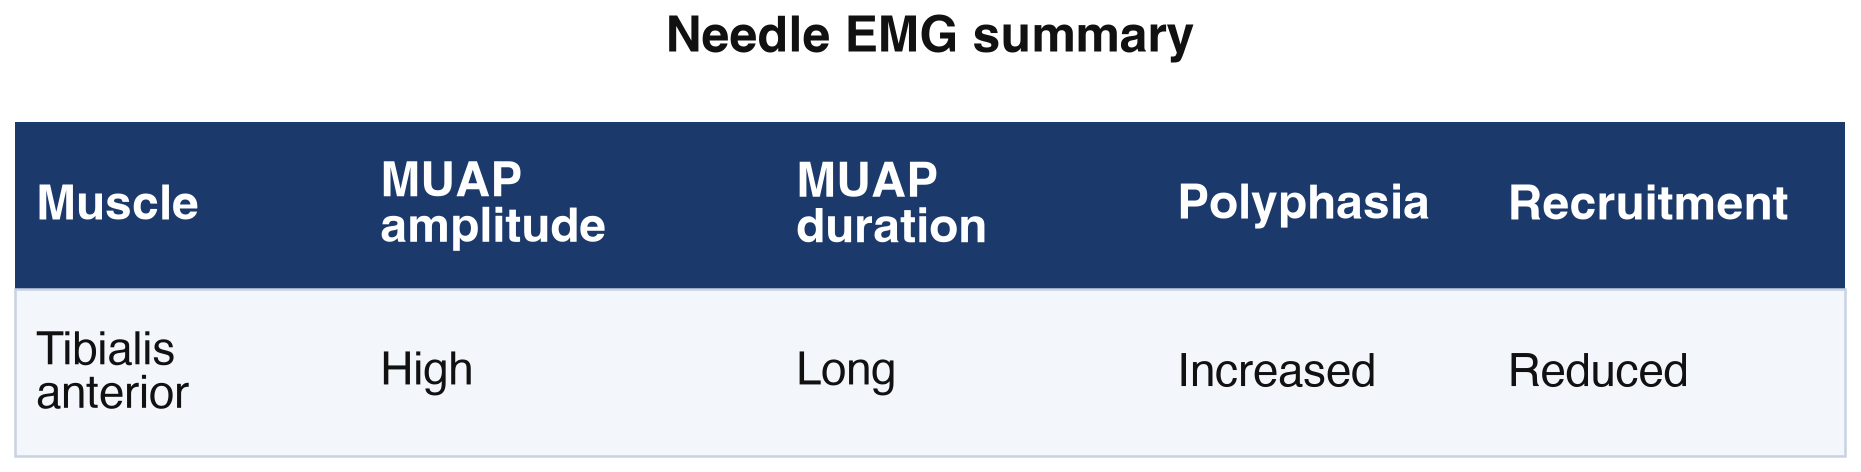 Needle EMG summary
Muscle
MUAP
amplitude
MUAP
duration
Polyphasia
Recruitment
Tibialis
anterior
High
Long
Increased
Reduced